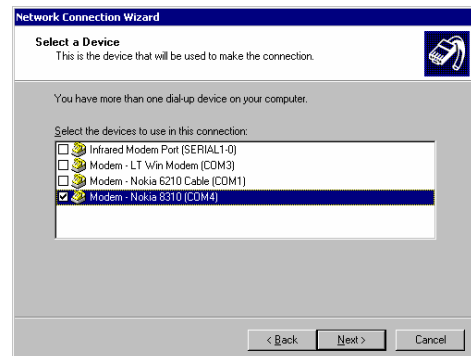 Network Connection Wizard
Select a Device
This is the device that will be used to make the connection.
You have more than one dial-up device on your computer.
Select the devices to use in this connection:
Infrared Modem Port (SERIAL1-0)
Modem - LT Win Modem (COM3)
Modem - Nokia 6210 Cable (COM1)
Modem - Nokia 8310 (COM4)
< Back Next > Cancel